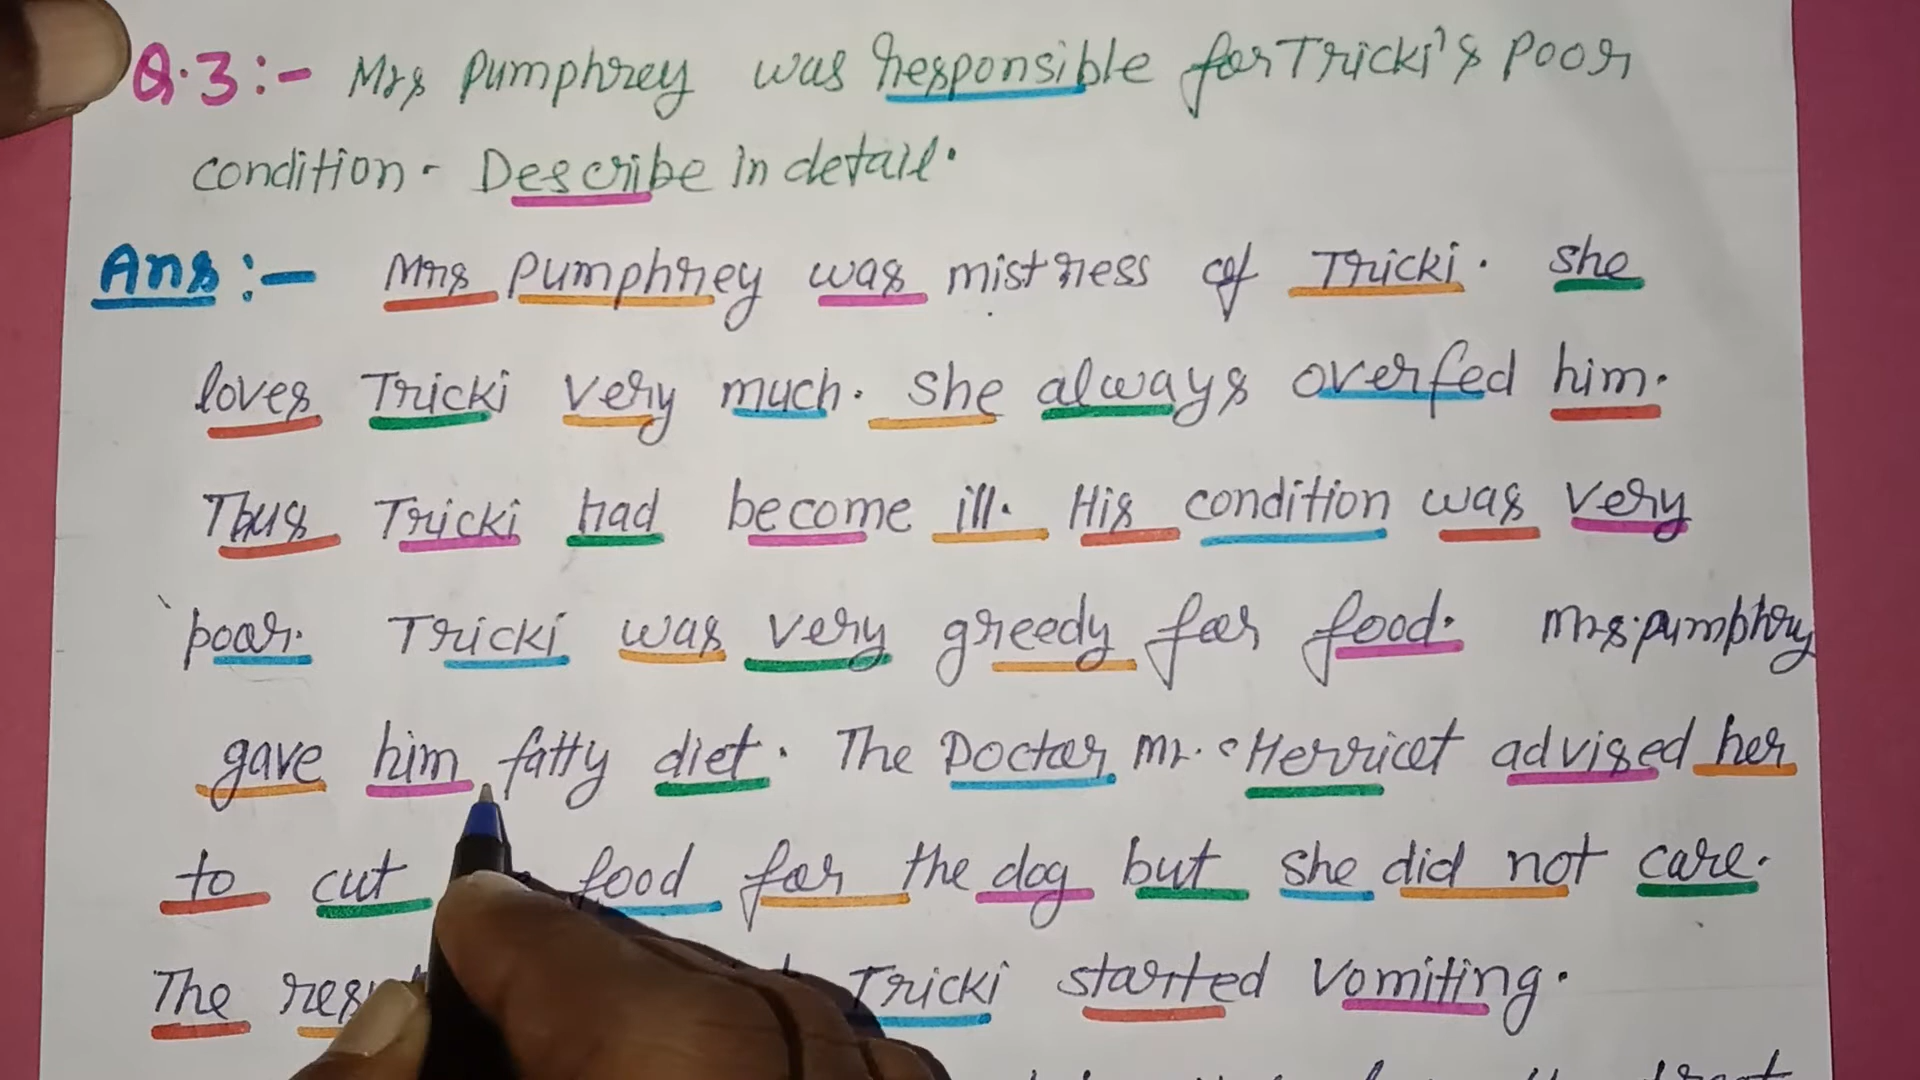 Q.3:- Mrs Pumphrey was responsible for Tricki's poor
condition. Describe in detail.
Ans:- Mrs Pumphrey was mistress of Tricki. She
loves Tricki very much. She always overfed him.
Thus Tricki had become ill. His condition was very
poor. Tricki was very greedy for food. Mrs. pumphry
gave him fatty diet. The Doctor Mr. Herricot advised her
to cut food for the dog but she did not care.
The Tricki started vomiting.